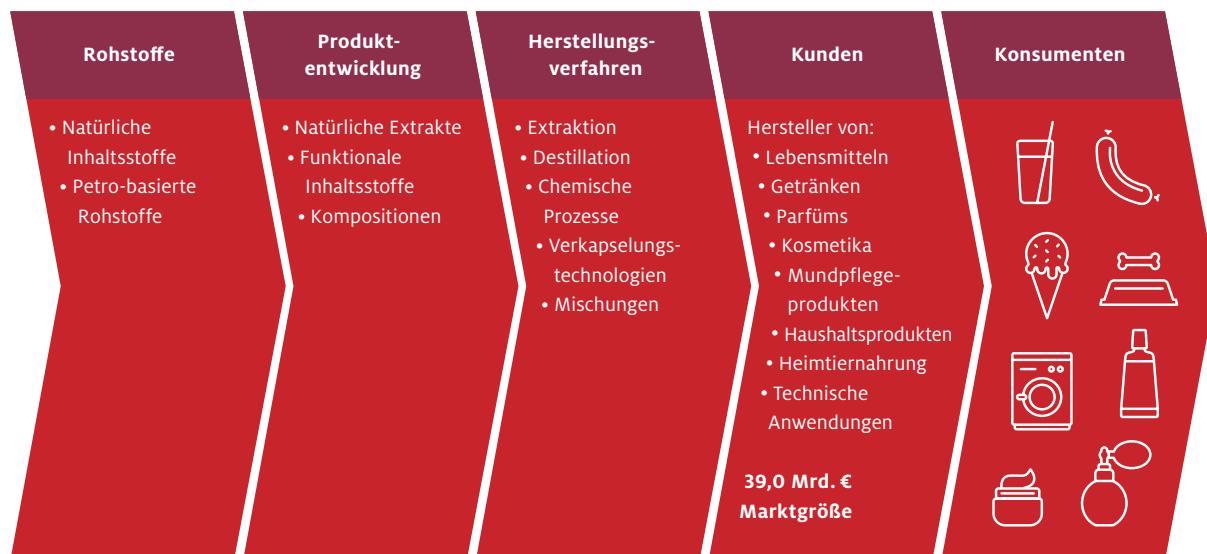 Rohstoffe
• Natürliche
Inhaltsstoffe
• Petro-basierte
Rohstoffe
Produkt-
entwicklung
• Natürliche Extrakte
• Funktionale
Inhaltsstoffe
• Kompositionen
Herstellungs-
verfahren
• Extraktion
• Destillation
• Chemische
Prozesse
• Verkapselungs-
technologien
• Mischungen
Kunden
Hersteller von:
• Lebensmitteln
• Getränken
• Parfüms
• Kosmetika
• Mundpflege-
produkten
• Haushaltsprodukten
• Heimtiernahrung
• Technische
Anwendungen
39,0 Mrd. €
Marktgröße
Konsumenten